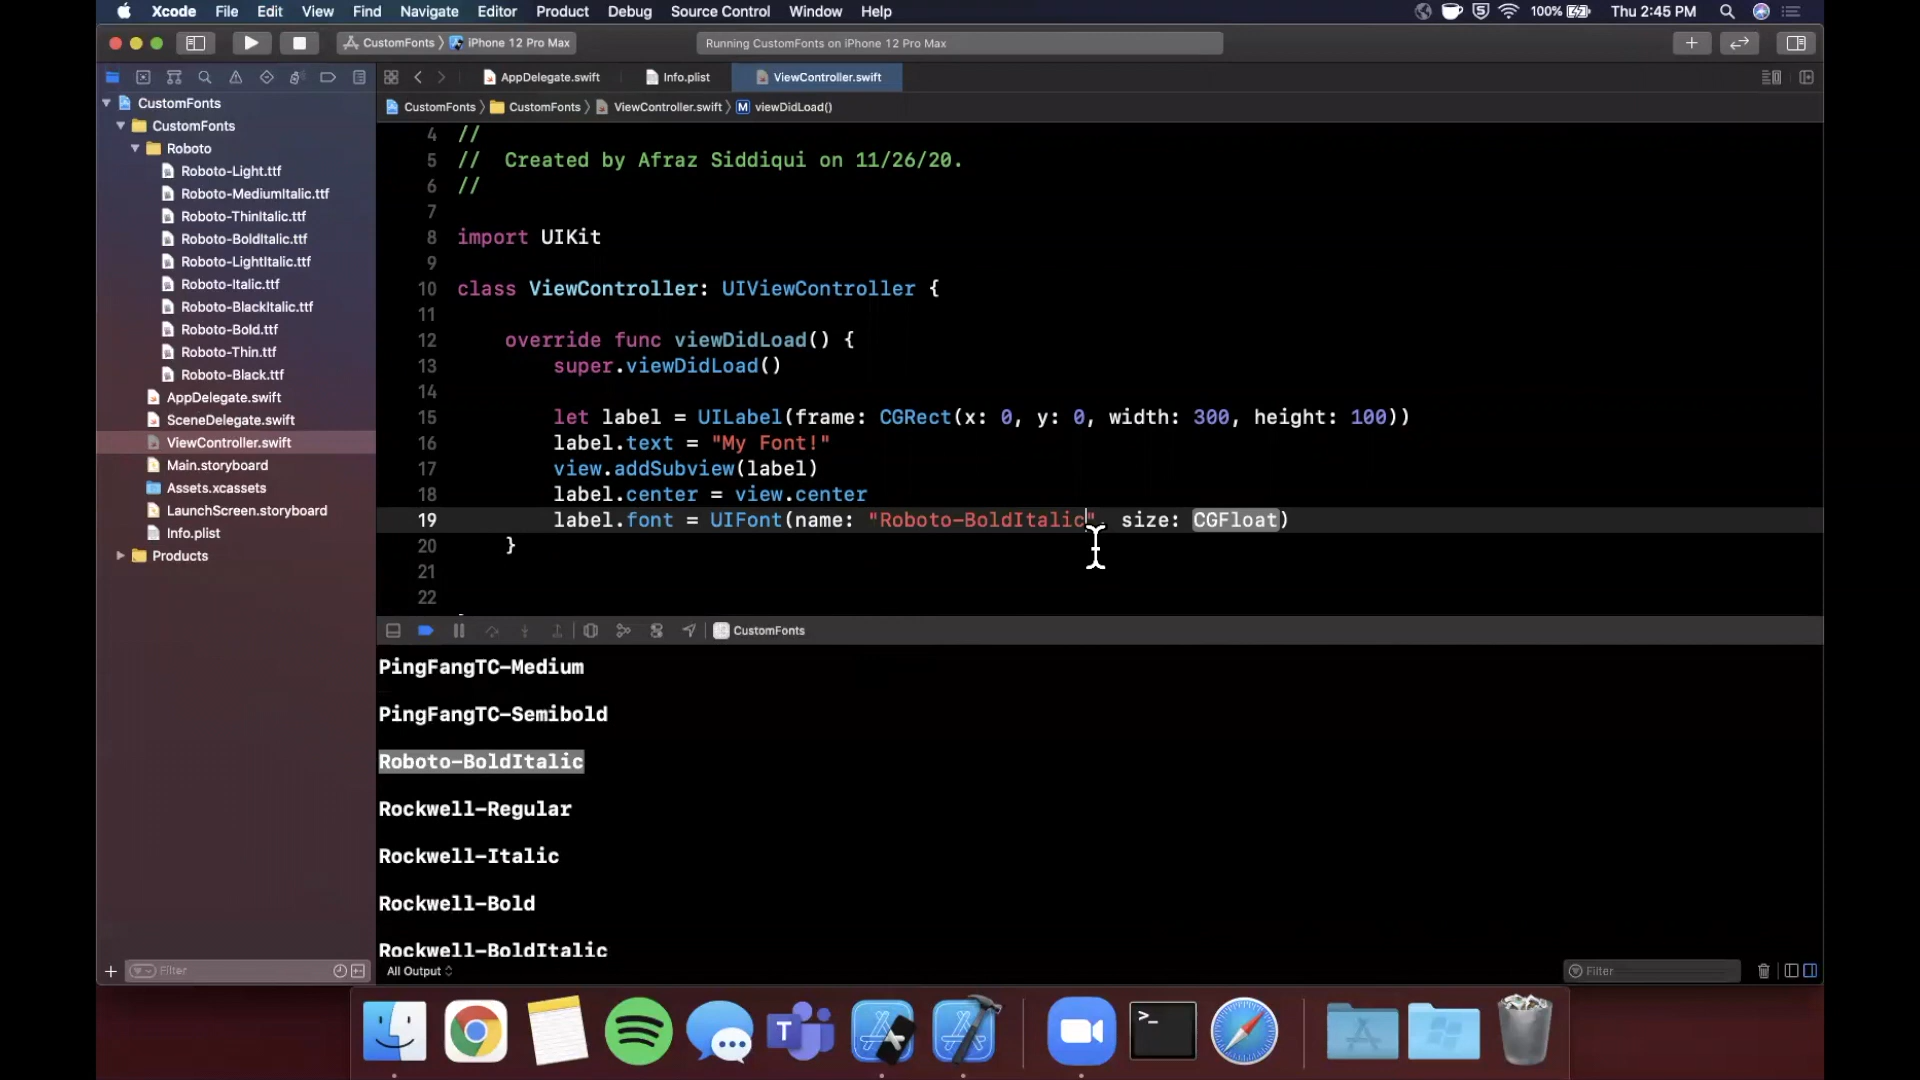 Xcode File Edit View Find Navigate Editor Product Debug Source Control Window Help
100% Thu 2:45 PM
CustomFonts iPhone 12 Pro Max
Running CustomFonts on iPhone 12 Pro Max
AppDelegate.swift Info.plist ViewController.swift
CustomFonts CustomFonts ViewController.swift M viewDidLoad()
CustomFonts
CustomFonts
Roboto
Roboto-Light.ttf
Roboto-MediumItalic.ttf
Roboto-ThinItalic.ttf
Roboto-BoldItalic.ttf
Roboto-LightItalic.ttf
Roboto-Italic.ttf
Roboto-BlackItalic.ttf
Roboto-Bold.ttf
Roboto-Thin.ttf
Roboto-Black.ttf
AppDelegate.swift
SceneDelegate.swift
ViewController.swift
Main.storyboard
Assets.xcassets
LaunchScreen.storyboard
Info.plist
Products
Filter
4 //
5 // Created by Afraz Siddiqui on 11/26/20.
6 //
7
8 import UIKit
9
10 class ViewController: UIViewController {
11
12 override func viewDidLoad() {
13 super.viewDidLoad()
14
15 let label = UILabel(frame: CGRect(x: 0, y: 0, width: 300, height: 100))
16 label.text = "My Font!"
17 view.addSubview(label)
18 label.center = view.center
19 label.font = UIFont(name: "Roboto-BoldItalic", size: CGFloat)
20 }
21
22
CustomFonts
PingFangTC-Medium
PingFangTC-Semibold
Roboto-BoldItalic
Rockwell-Regular
Rockwell-Italic
Rockwell-Bold
Rockwell-BoldItalic
All Output
Filter
T
>_